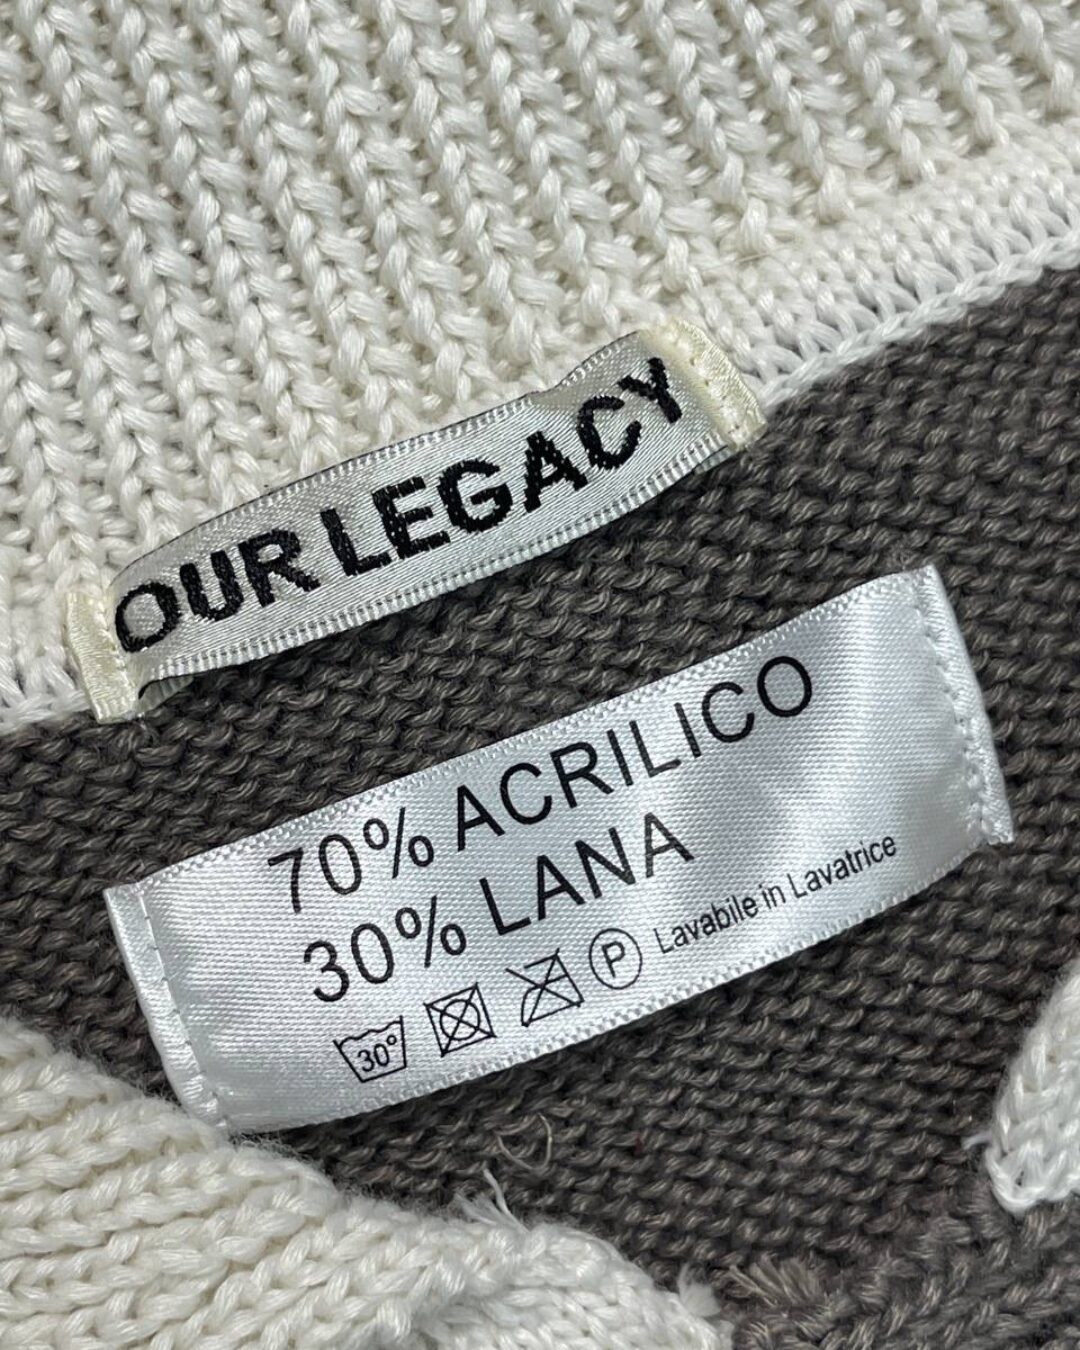 OUR LEGACY
70% ACRILICO
30% LANA
30° P Lavabile in Lavatrice